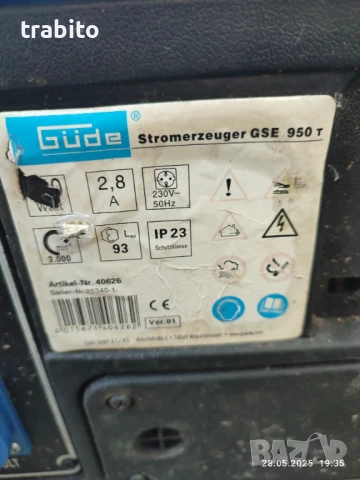 trabito
Güde ®
Stromerzeuger GSE 950 T
2,8
A
230V~
50Hz
min⁻¹
3.000
L
93
IP 23
Schutzklasse
Artikel-Nr. 40626
CE
Ver.01
bazar
28.05.2025 19:35